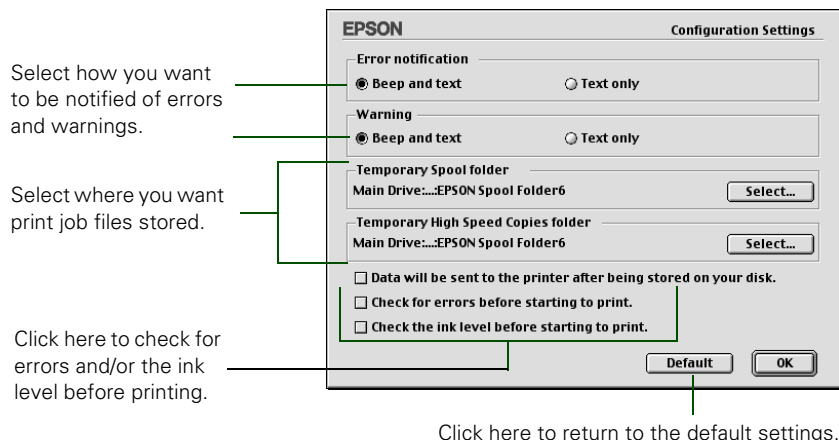 EPSON
Configuration Settings
Error notification
Beep and text
Text only
Warning
Beep and text
Text only
Temporary Spool folder
Main Drive:...:EPSON Spool Folder6
Select...
Temporary High Speed Copies folder
Main Drive:...:EPSON Spool Folder6
Select...
Data will be sent to the printer after being stored on your disk.
Check for errors before starting to print.
Check the ink level before starting to print.
Default
OK
Select how you want
to be notified of errors
and warnings.
Select where you want
print job files stored.
Click here to check for
errors and/or the ink
level before printing.
Click here to return to the default settings.